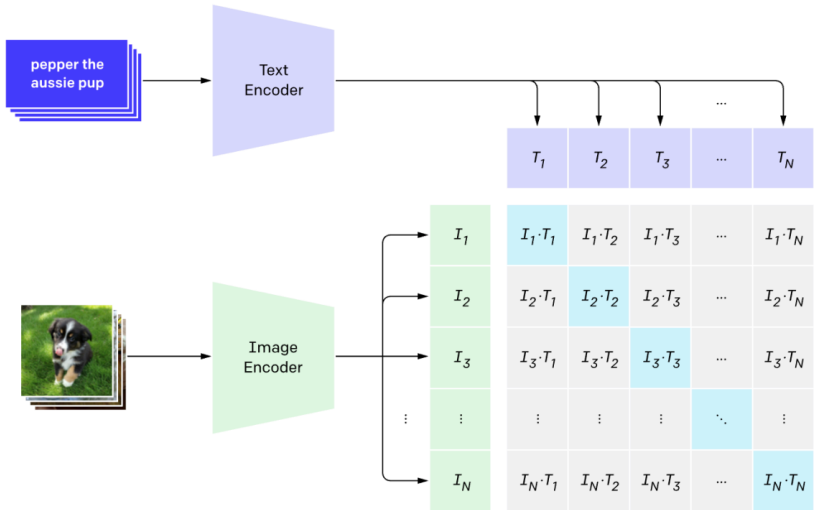 pepper the
aussie pup
Text
Encoder
...
T1 T2 T3 ... TN
I1 I1·T1 I1·T2 I1·T3 ... I1·TN
I2 I2·T1 I2·T2 I2·T3 ... I2·TN
Image
Encoder
I3 I3·T1 I3·T2 I3·T3 ... I3·TN
⋮ ⋮ ⋮ ⋮ ⋮ ⋱ ⋮
IN IN·T1 IN·T2 IN·T3 ... IN·TN